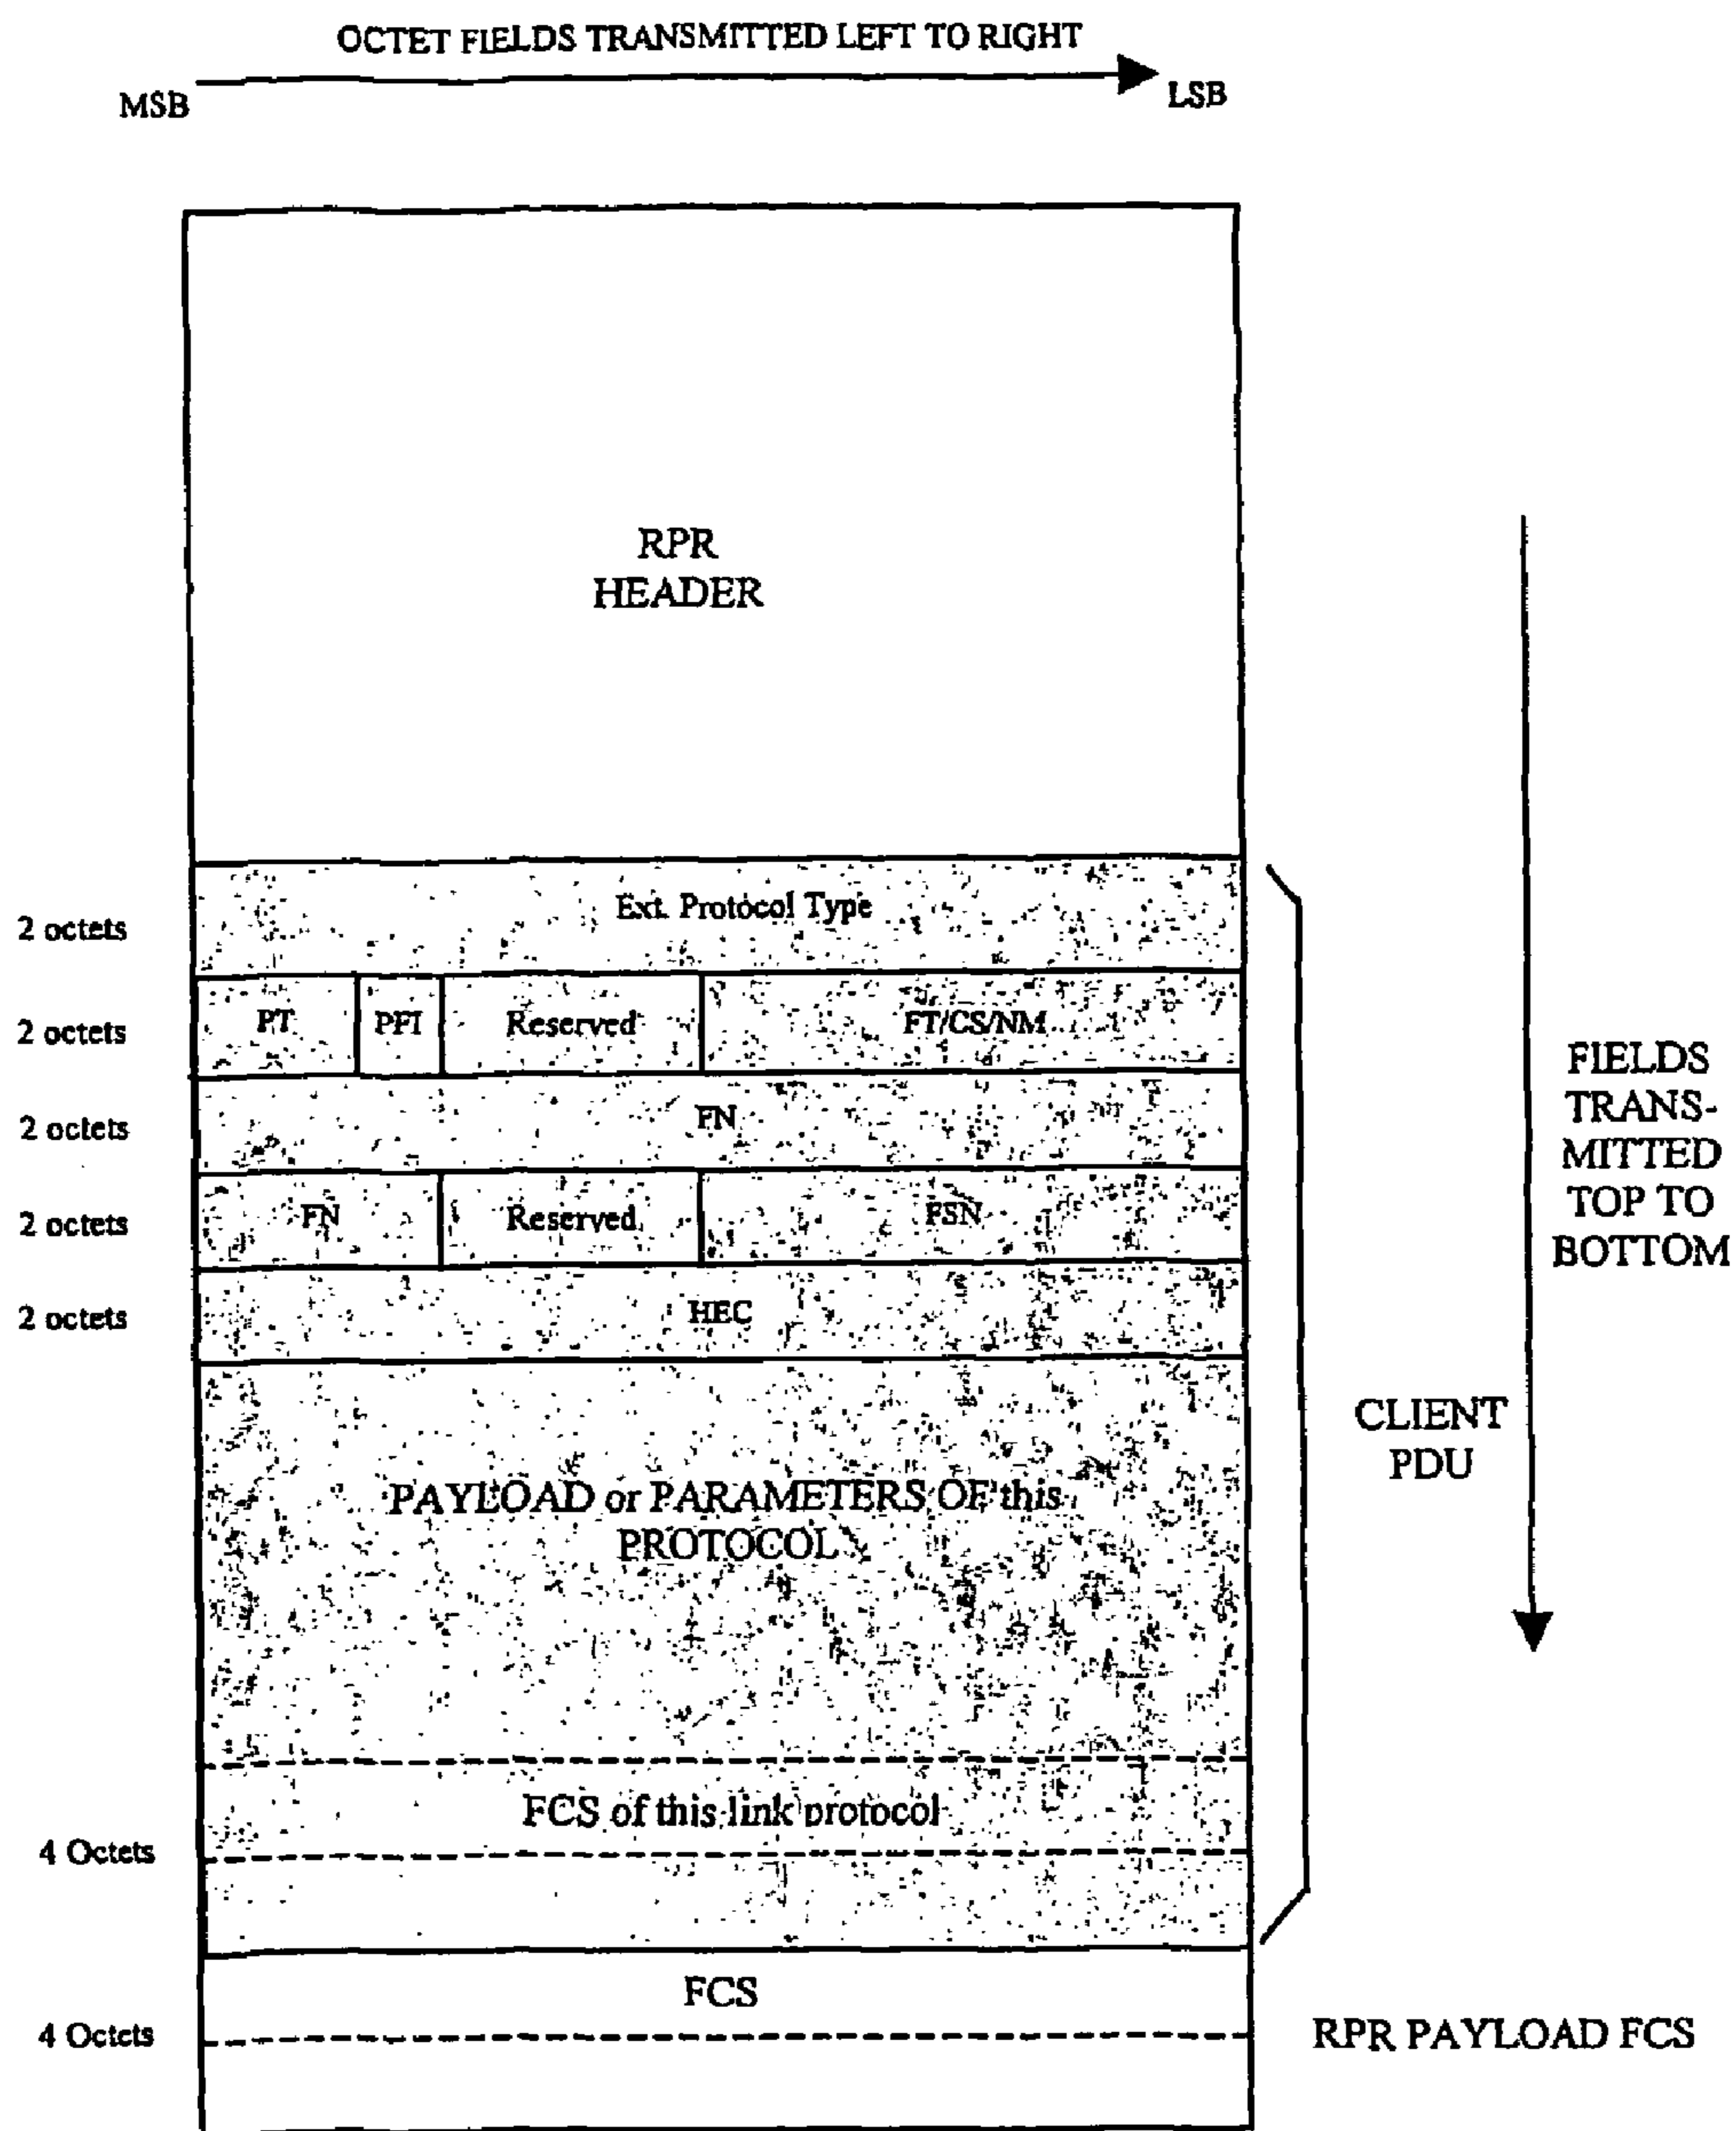 OCTET FIELDS TRANSMITTED LEFT TO RIGHT
MSB
LSB
RPR
HEADER
2 octets
Ext. Protocol Type
2 octets
PT
PFI
Reserved
FT/CS/NM
2 octets
FN
2 octets
FN
Reserved
FSN
2 octets
HEC
PAYLOAD or PARAMETERS OF this
PROTOCOL
FCS of this link protocol
4 Octets
CLIENT
PDU
FIELDS
TRANS-
MITTED
TOP TO
BOTTOM
FCS
4 Octets
RPR PAYLOAD FCS